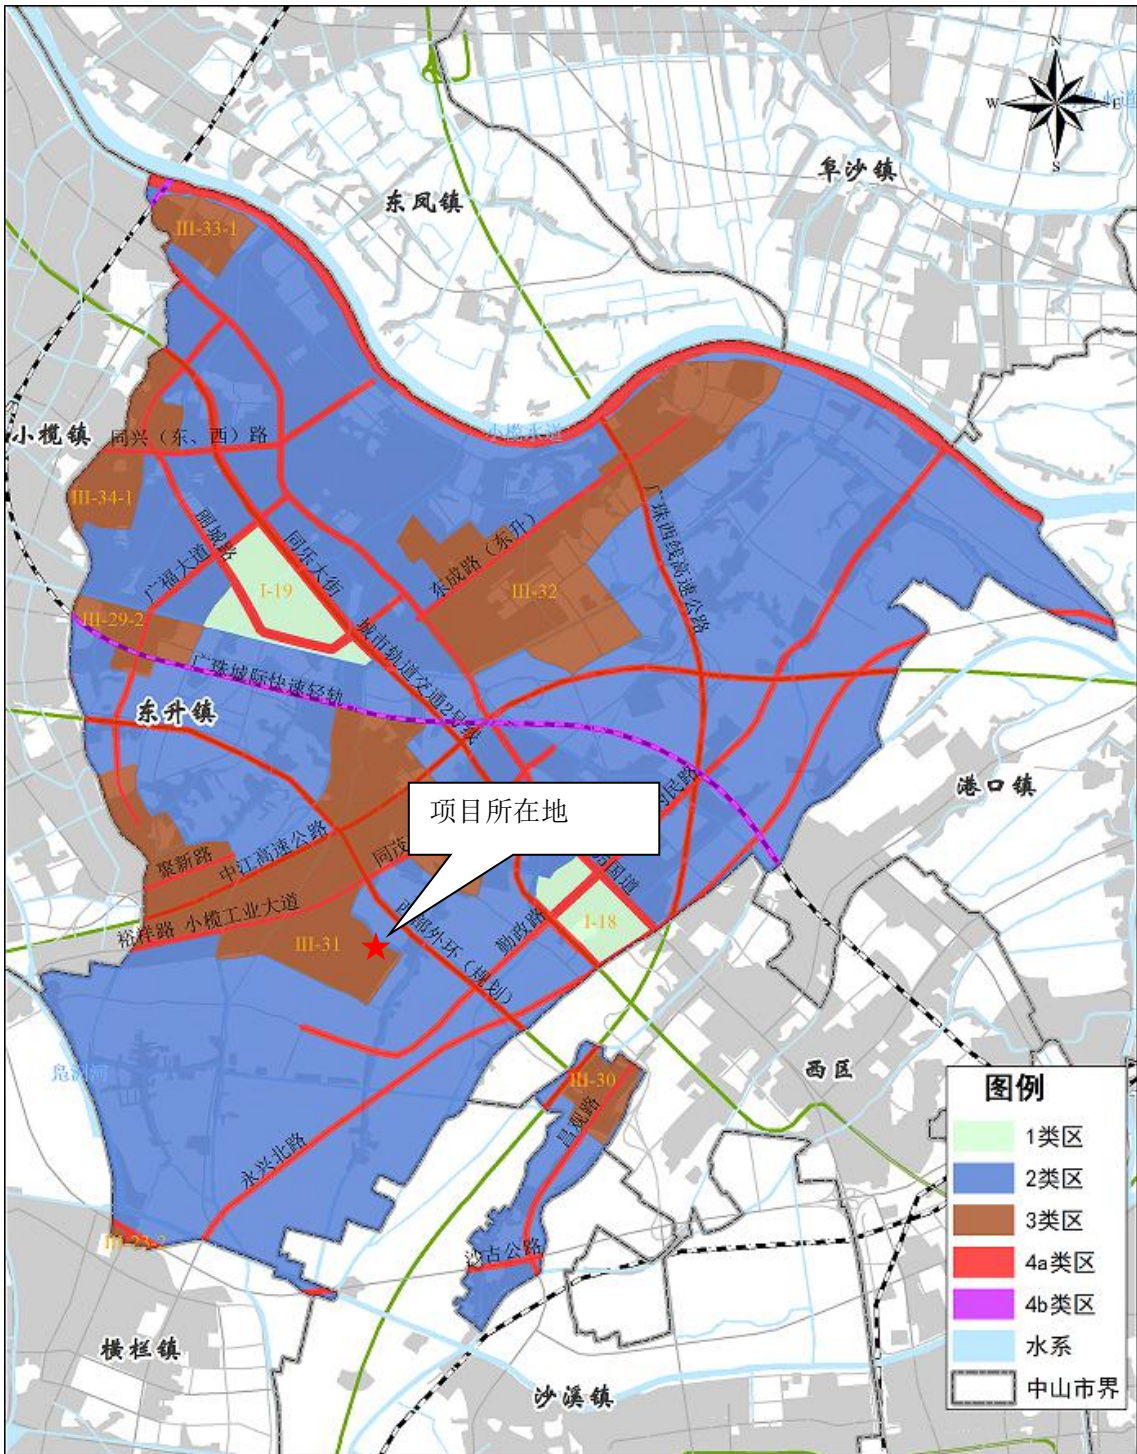 N
W
E
S
阜沙镇
东凤镇
III-33-1
小榄镇
同兴（东、西）路
小榄水道
III-34-1
丽城路
同乐大街
广福大道
I-19
东成路（东升）
III-32
广珠西线高速公路
III-29-2
城市轨道交通2号线
广珠城际快速轻轨
东升镇
港口镇
项目所在地
聚新路
中江高速公路
同茂
国道
裕祥路
小榄工业大道
III-31
西部外环（规划）
勤政路
I-18
西区
III-30
昌观路
永兴北路
III-23-2
沙古公路
横栏镇
沙溪镇
图例
1类区
2类区
3类区
4a类区
4b类区
水系
中山市界